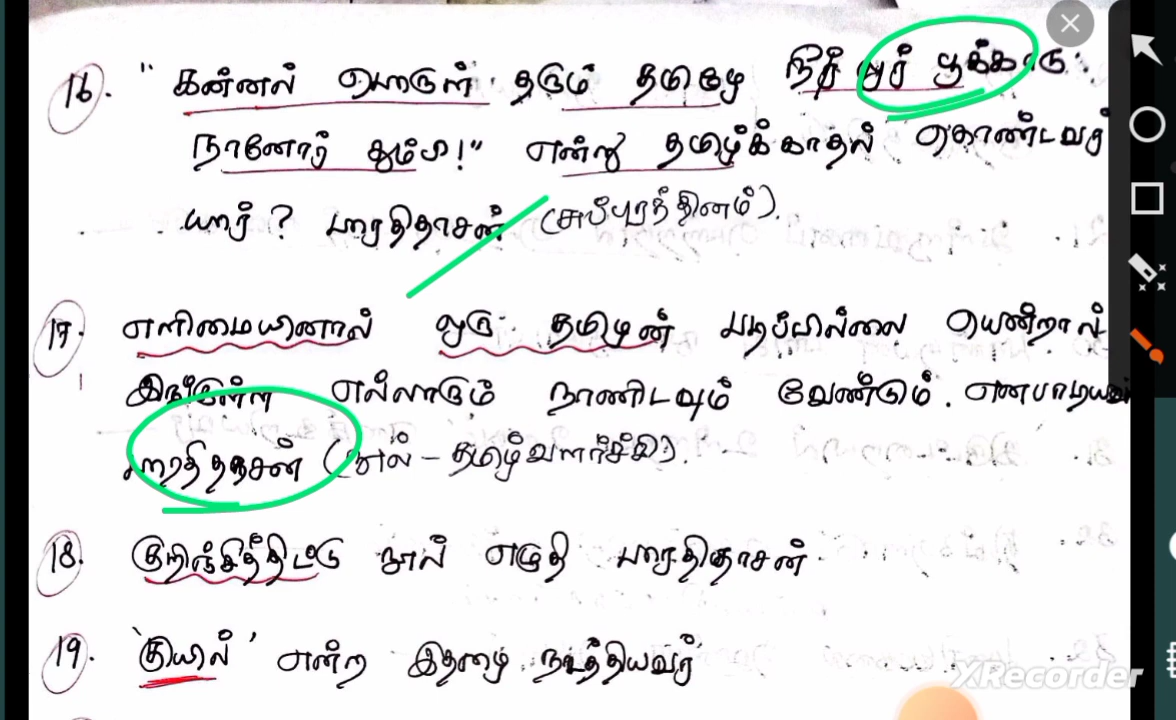 16. "கன்னல் பொருள் தரும் தமிழே நீர் ஓர் பூக்காடு.
நானோர் தும்பி!" என்று தமிழ்க்காதல் கொண்டவர்
யார்? பாரதிதாசன் (சுப்புரத்தினம்).
17. எளிமையினால் ஒரு தமிழன் படிப்பில்லை யென்றால்
இங்குள்ள எல்லாரும் நாணிடவும் வேண்டும். எனபாடியவர்
பாரதிதாசன் (நூல் - தமிழ்வளர்ச்சி).
18. குறிஞ்சித்திட்டு நூல் எழுதி பாரதிதாசன்.
19. 'குயில்' என்ற இதழை நடத்தியவர்
XRecorder